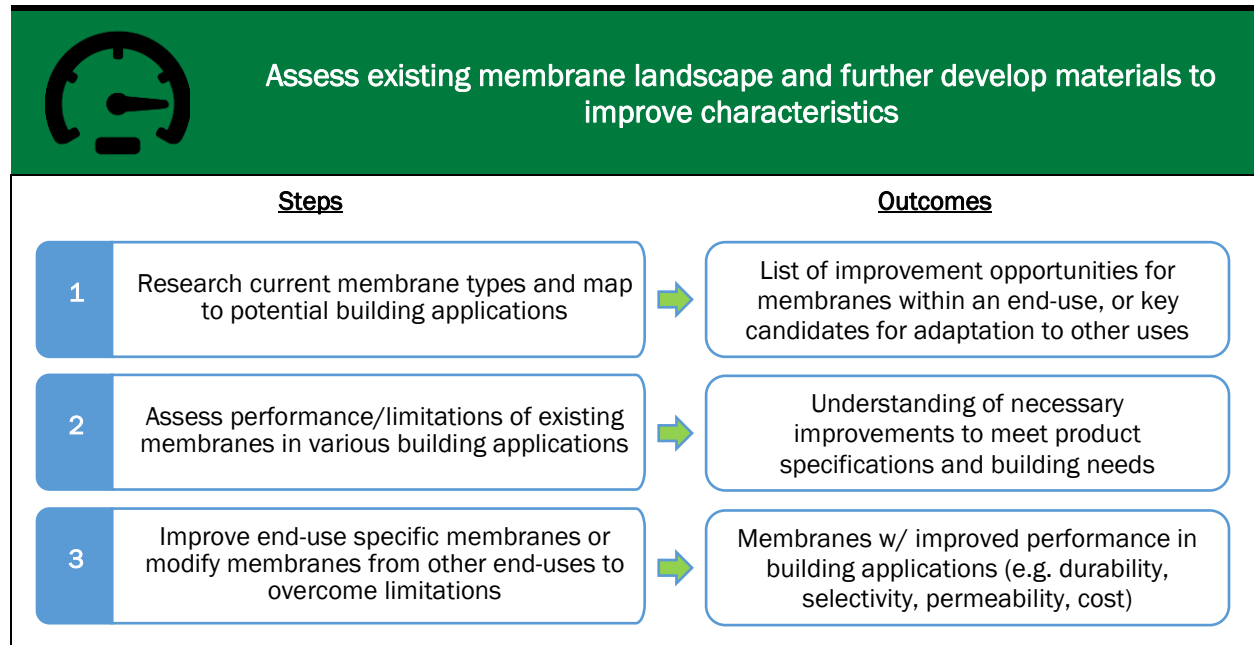 Assess existing membrane landscape and further develop materials to
improve characteristics
Steps
Outcomes
1
Research current membrane types and map
to potential building applications
List of improvement opportunities for
membranes within an end-use, or key
candidates for adaptation to other uses
2
Assess performance/limitations of existing
membranes in various building applications
Understanding of necessary
improvements to meet product
specifications and building needs
3
Improve end-use specific membranes or
modify membranes from other end-uses to
overcome limitations
Membranes w/ improved performance in
building applications (e.g. durability,
selectivity, permeability, cost)